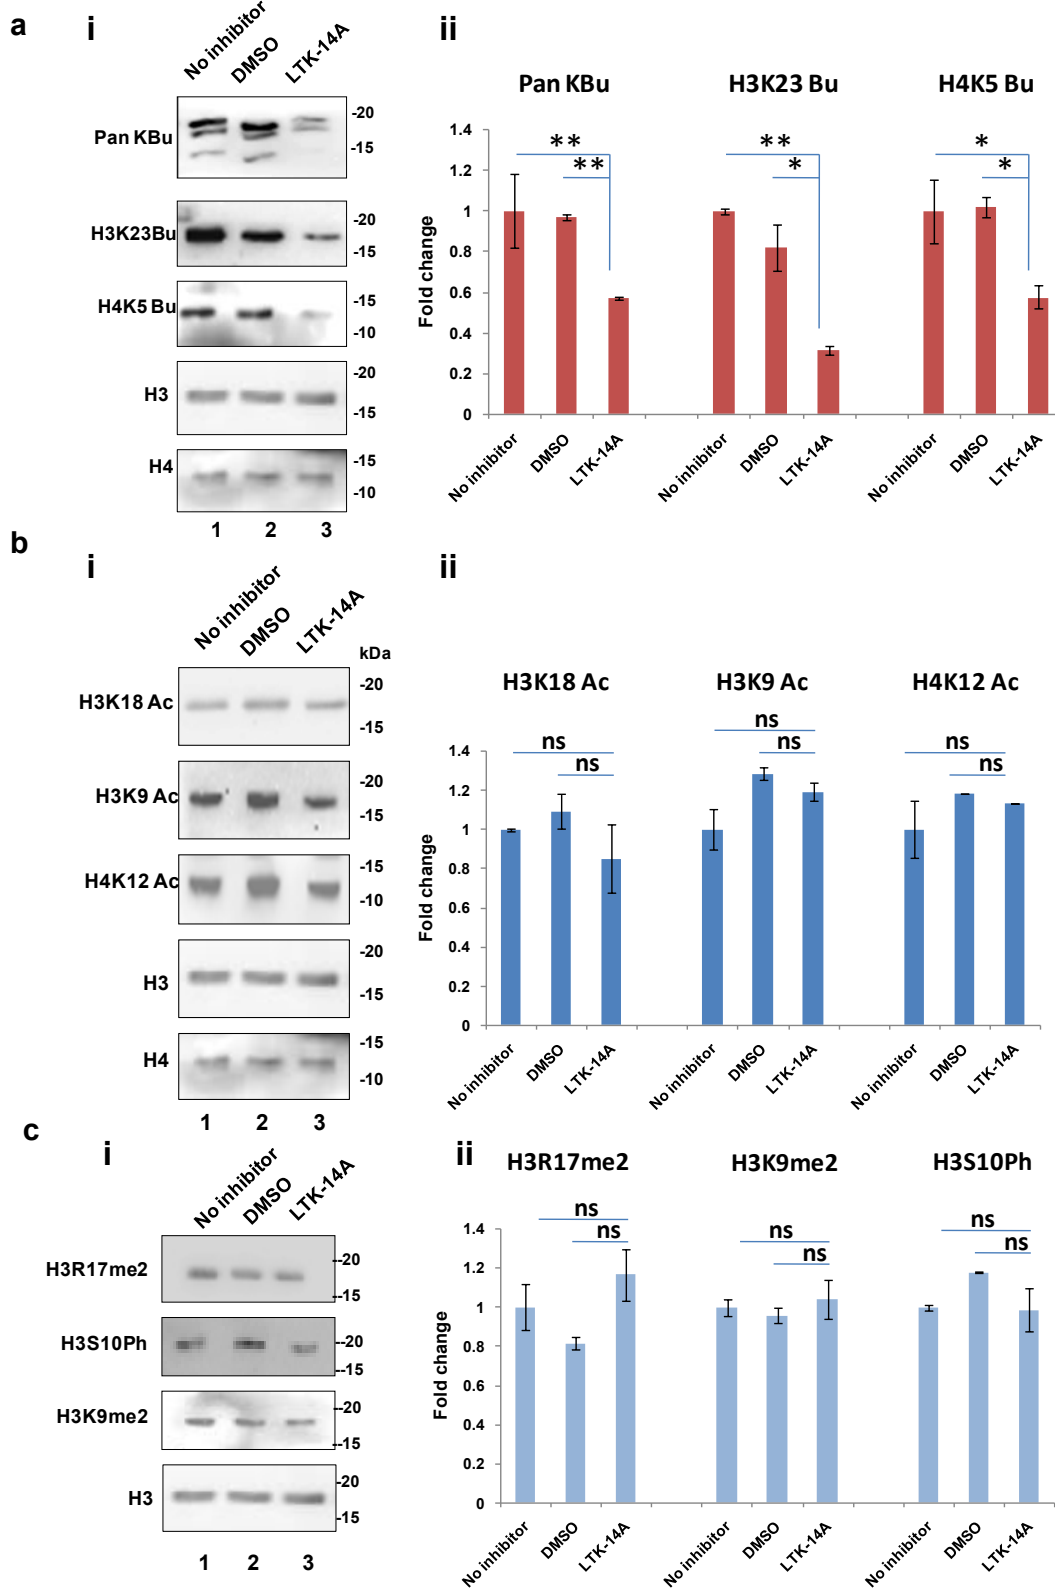 a
i
ii
No inhibitor
DMSO
LTK-14A
Pan KBu
-20
-15
H3K23Bu
-20
-15
H4K5 Bu
-15
-10
H3
-20
-15
H4
-15
-10
1 2 3
Pan KBu
H3K23 Bu
H4K5 Bu
Fold change
1.4
1.2
1
0.8
0.6
0.4
0.2
0
** ** *
** * *
No inhibitor
DMSO
LTK-14A
No inhibitor
DMSO
LTK-14A
No inhibitor
DMSO
LTK-14A
b
i
ii
No inhibitor
DMSO
LTK-14A
kDa
H3K18 Ac
-20
-15
H3K9 Ac
-20
-15
H4K12 Ac
-15
-10
H3
-20
-15
H4
-15
-10
1 2 3
H3K18 Ac
H3K9 Ac
H4K12 Ac
Fold change
1.4
1.2
1
0.8
0.6
0.4
0.2
0
ns ns ns
ns ns ns
No inhibitor
DMSO
LTK-14A
No inhibitor
DMSO
LTK-14A
No inhibitor
DMSO
LTK-14A
c
i
ii
No inhibitor
DMSO
LTK-14A
H3R17me2
--20
--15
H3S10Ph
--20
--15
H3K9me2
--20
--15
H3
-20
-15
1 2 3
H3R17me2
H3K9me2
H3S10Ph
Fold change
1.4
1.2
1
0.8
0.6
0.4
0.2
0
ns ns ns
ns ns ns
No inhibitor
DMSO
LTK-14A
No inhibitor
DMSO
LTK-14A
No inhibitor
DMSO
LTK-14A